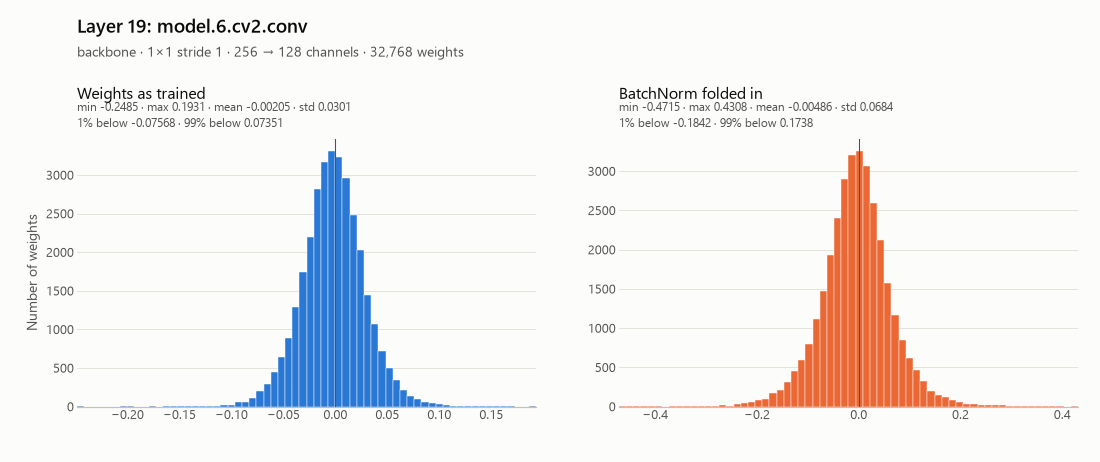 Layer 19: model.6.cv2.conv
backbone · 1×1 stride 1 · 256 → 128 channels · 32,768 weights
Weights as trained
min -0.2485 · max 0.1931 · mean -0.00205 · std 0.0301
1% below -0.07568 · 99% below 0.07351
Number of weights
3000
2500
2000
1500
1000
500
0
−0.20 −0.15 −0.10 −0.05 0.00 0.05 0.10 0.15
BatchNorm folded in
min -0.4715 · max 0.4308 · mean -0.00486 · std 0.0684
1% below -0.1842 · 99% below 0.1738
3000
2500
2000
1500
1000
500
0
−0.4 −0.2 0.0 0.2 0.4